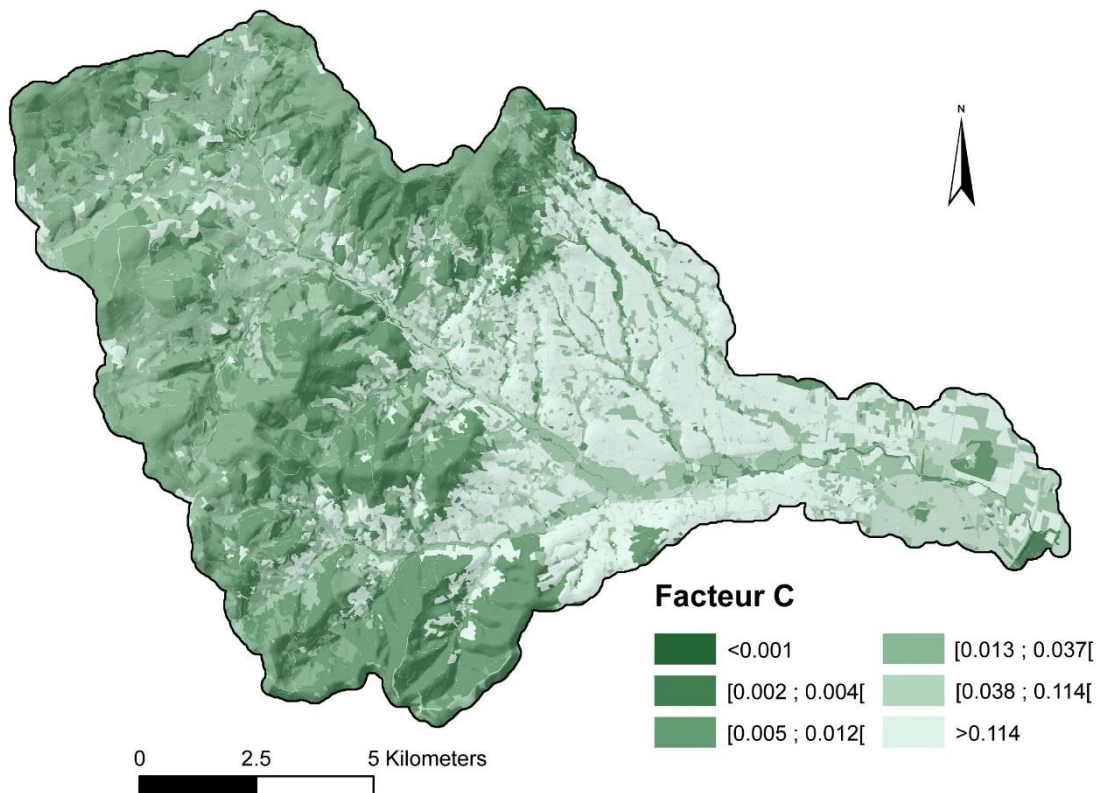 N
Facteur C
<0.001
[0.002 ; 0.004[
[0.005 ; 0.012[
[0.013 ; 0.037[
[0.038 ; 0.114[
>0.114
0 2.5 5 Kilometers